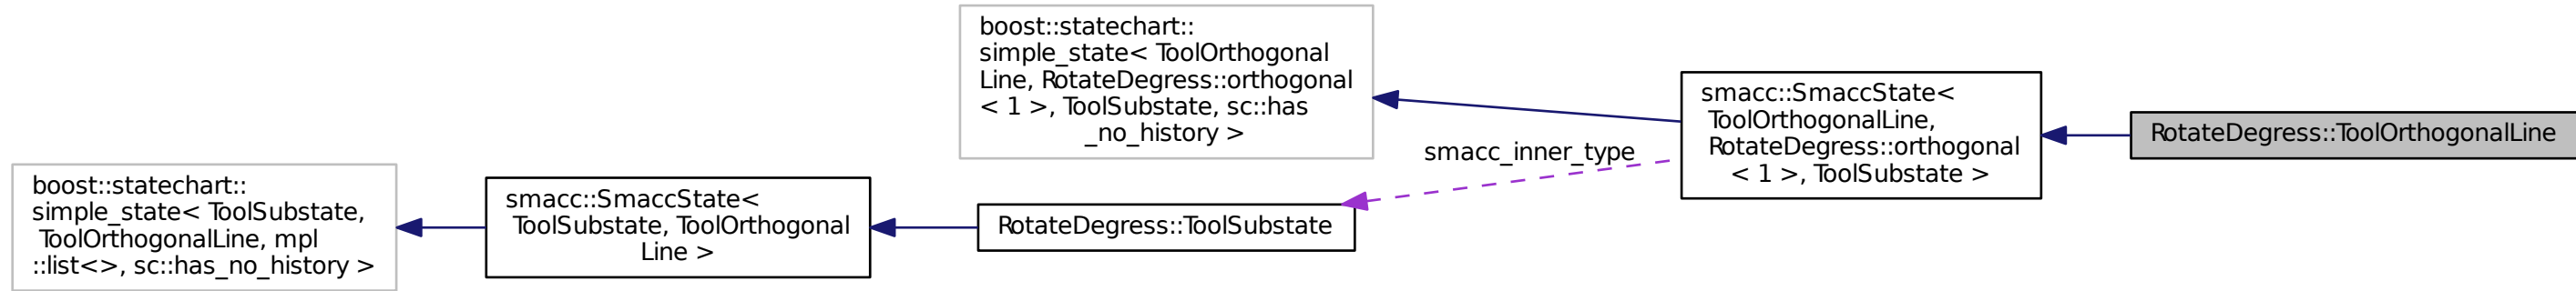 boost::statechart::
simple_state< ToolOrthogonal
Line, RotateDegress::orthogonal
< 1 >, ToolSubstate, sc::has
_no_history >
smacc::SmaccState<
ToolOrthogonalLine,
RotateDegress::orthogonal
< 1 >, ToolSubstate >
RotateDegress::ToolOrthogonalLine
smacc_inner_type
boost::statechart::
simple_state< ToolSubstate,
ToolOrthogonalLine, mpl
::list<>, sc::has_no_history >
smacc::SmaccState<
ToolSubstate, ToolOrthogonal
Line >
RotateDegress::ToolSubstate